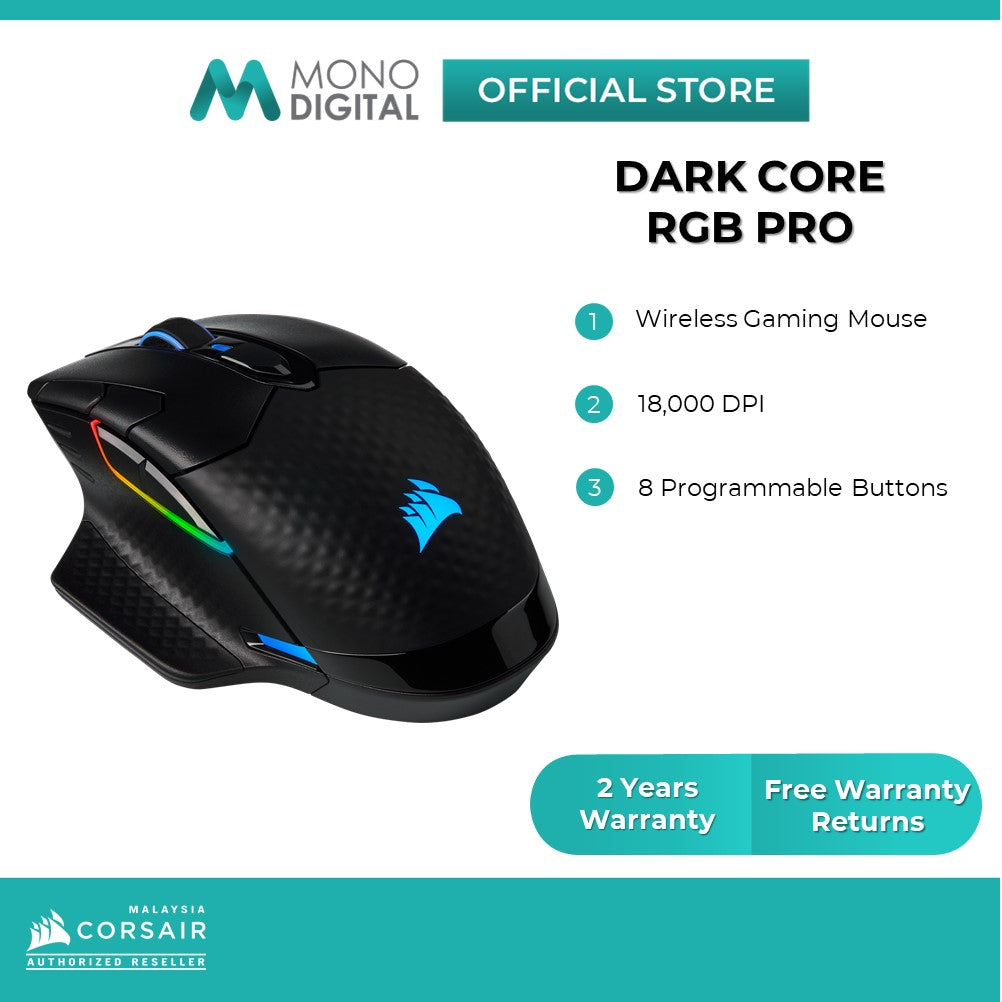 MONO
DIGITAL
OFFICIAL STORE
DARK CORE
RGB PRO
1 Wireless Gaming Mouse
2 18,000 DPI
3 8 Programmable Buttons
2 Years
Warranty
Free Warranty
Returns
MALAYSIA
CORSAIR
AUTHORIZED RESELLER